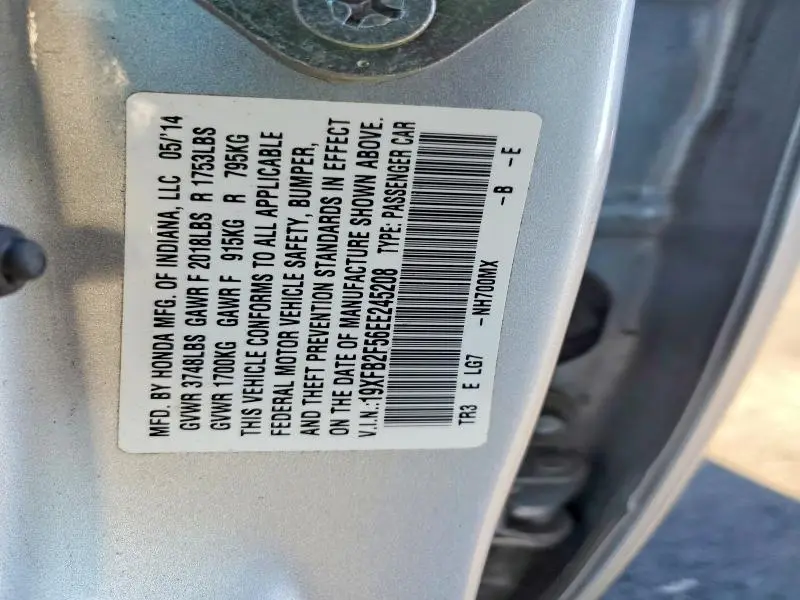 MFD. BY HONDA MFG. OF INDIANA, LLC 05/'14
GVWR 3748LBS GAWR F 2018LBS R 1753LBS
GVWR 1700KG GAWR F 915KG R 795KG
THIS VEHICLE CONFORMS TO ALL APPLICABLE
FEDERAL MOTOR VEHICLE SAFETY, BUMPER,
AND THEFT PREVENTION STANDARDS IN EFFECT
ON THE DATE OF MANUFACTURE SHOWN ABOVE.
V.I.N.:19XFB2F56EE245208 TYPE: PASSENGER CAR
TR3 E LG7 -NH700MIX -B -E